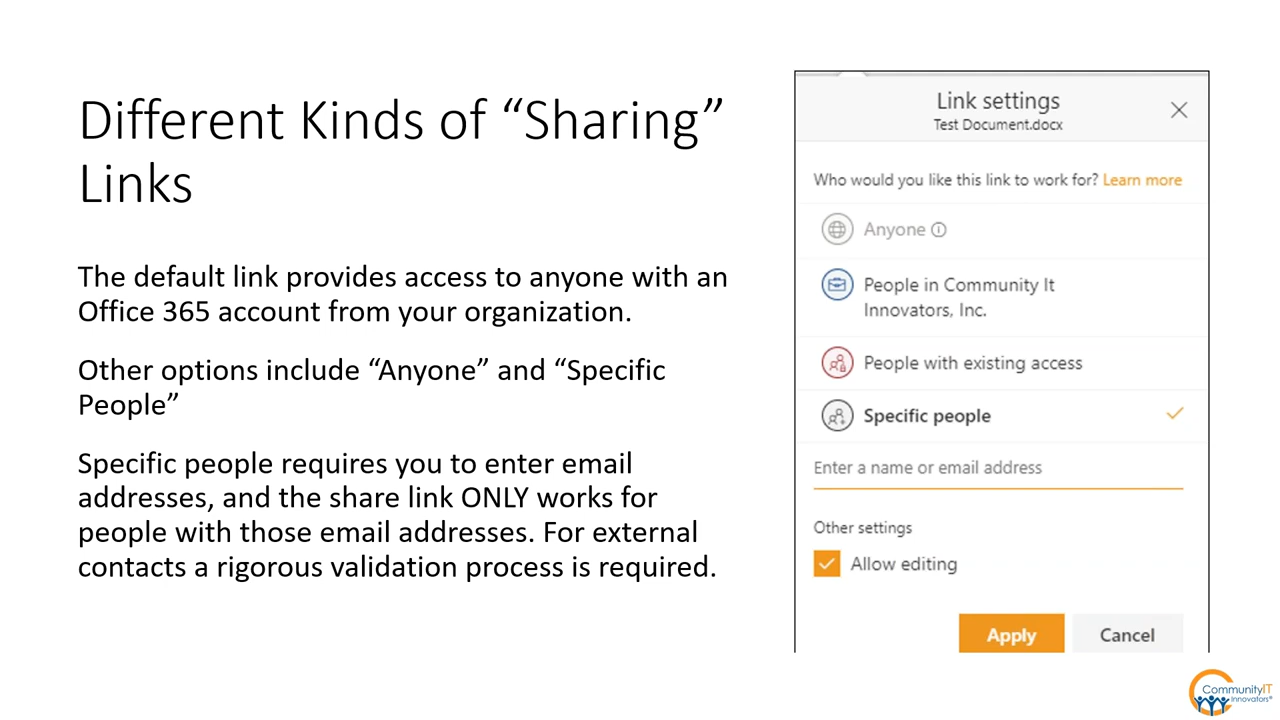 Different Kinds of “Sharing”
Links
The default link provides access to anyone with an
Office 365 account from your organization.
Other options include “Anyone” and “Specific
People”
Specific people requires you to enter email
addresses, and the share link ONLY works for
people with those email addresses. For external
contacts a rigorous validation process is required.
Link settings
Test Document.docx
Who would you like this link to work for? Learn more
Anyone
People in Community It
Innovators, Inc.
People with existing access
Specific people
Enter a name or email address
Other settings
Allow editing
Apply Cancel
CommunityIT
Innovators®